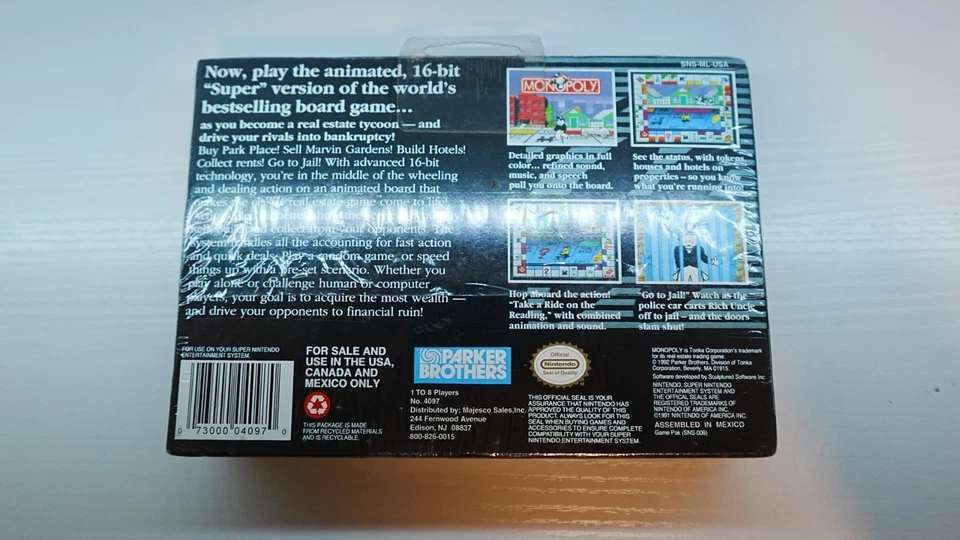 Now, play the animated, 16-bit
“Super” version of the world's
bestselling board game...
as you become a real estate tycoon — and
drive your rivals into bankruptcy!
Buy Park Place! Sell Marvin Gardens! Build Hotels!
Collect rents! Go to Jail! With advanced 16-bit
technology, you're in the middle of the wheeling
and dealing action on an animated board that
makes the real estate game come to life!
and collect from your opponents. The
system handles all the accounting for fast action
and quick deals. Play a random game, or speed
things up with a pre-set scenario. Whether you
play alone or challenge human or computer
players, your goal is to acquire the most wealth —
and drive your opponents to financial ruin!
SNS-ML-USA
MONOPOLY
Detailed graphics in full
color... refined sound,
music, and speech
pull you onto the board.
See the status, with tokens,
houses and hotels on
properties – so you know
what you're running into!
Hop aboard the action!
“Take a Ride on the
Reading,” with combined
animation and sound.
“Go to Jail!” Watch as the
police car carts Rich Uncle
off to jail – and the doors
slam shut!
FOR USE ON YOUR SUPER NINTENDO
ENTERTAINMENT SYSTEM.
0 73000 04097 0
FOR SALE AND
USE IN THE USA,
CANADA AND
MEXICO ONLY
THIS PACKAGE IS MADE
FROM RECYCLED MATERIALS
AND IS RECYCLABLE.
PARKER
BROTHERS
1 TO 8 Players
No. 4097
Distributed by: Majesco Sales, Inc.
244 Fernwood Avenue
Edison, NJ 08837
800-826-0015
Official
Nintendo
Seal of Quality
THIS OFFICIAL SEAL IS YOUR
ASSURANCE THAT NINTENDO HAS
APPROVED THE QUALITY OF THIS
PRODUCT. ALWAYS LOOK FOR THIS
SEAL WHEN BUYING GAMES AND
ACCESSORIES TO ENSURE COMPLETE
COMPATIBILITY WITH YOUR SUPER
NINTENDO ENTERTAINMENT SYSTEM.
MONOPOLY is Tonka Corporation's trademark
for its real estate trading game.
© 1992 Parker Brothers, Division of Tonka
Corporation, Beverly, MA 01915.
Software developed by Sculptured Software Inc
NINTENDO, SUPER NINTENDO
ENTERTAINMENT SYSTEM AND
THE OFFICIAL SEALS ARE
REGISTERED TRADEMARKS OF
NINTENDO OF AMERICA INC.
©1991 NINTENDO OF AMERICA INC.
ASSEMBLED IN MEXICO
Game Pak (SNS-006)